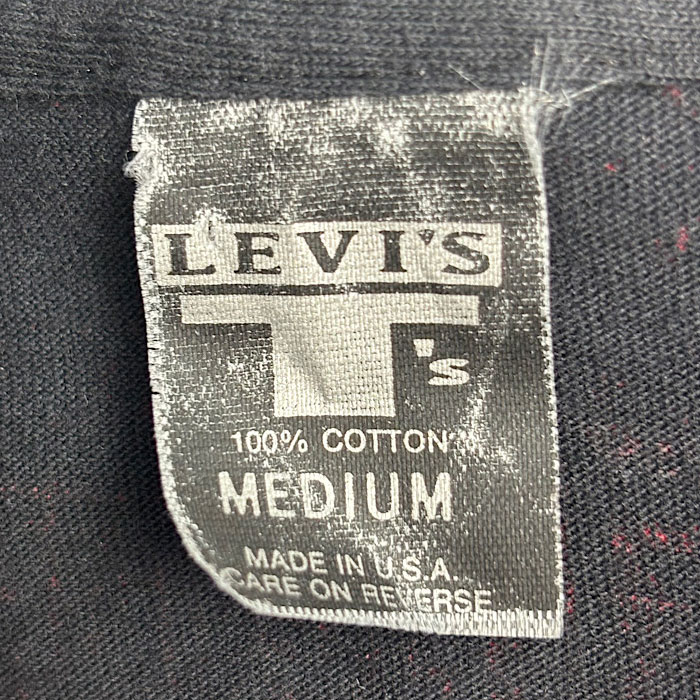 LEVI'S
T's
100% COTTON
MEDIUM
MADE IN U.S.A.
CARE ON REVERSE